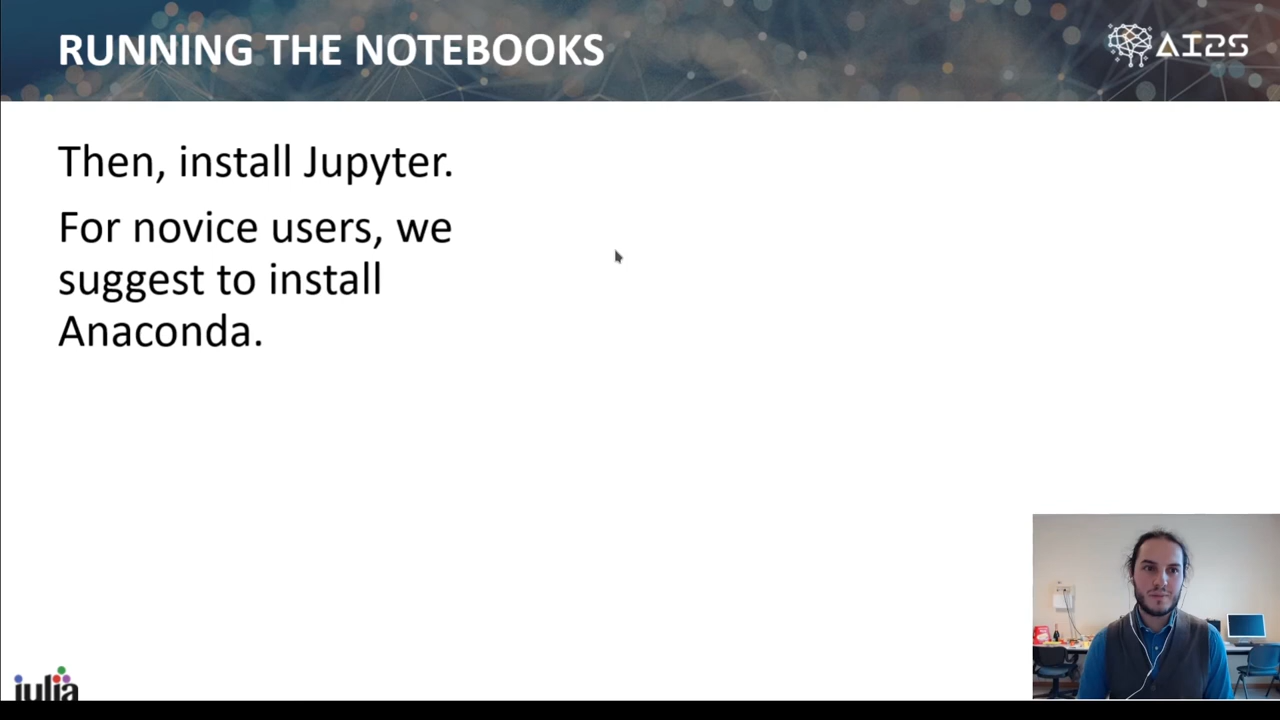 RUNNING THE NOTEBOOKS
AI2S
Then, install Jupyter.
For novice users, we
suggest to install
Anaconda.
julia